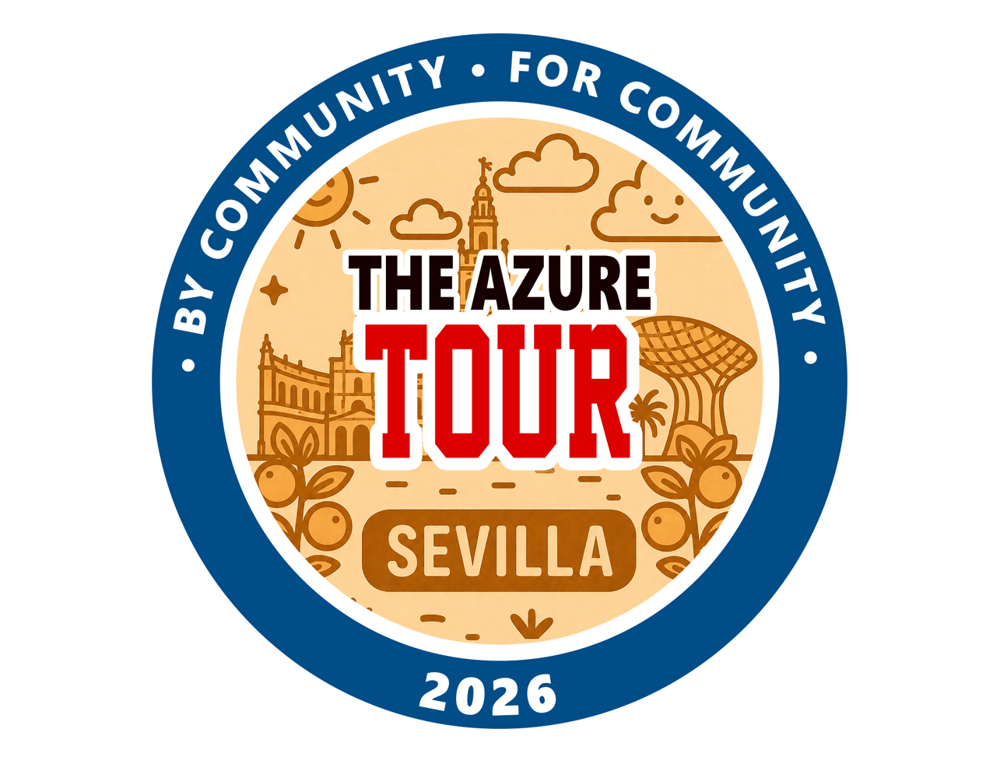 • BY COMMUNITY • FOR COMMUNITY •
THE AZURE
TOUR
SEVILLA
2026